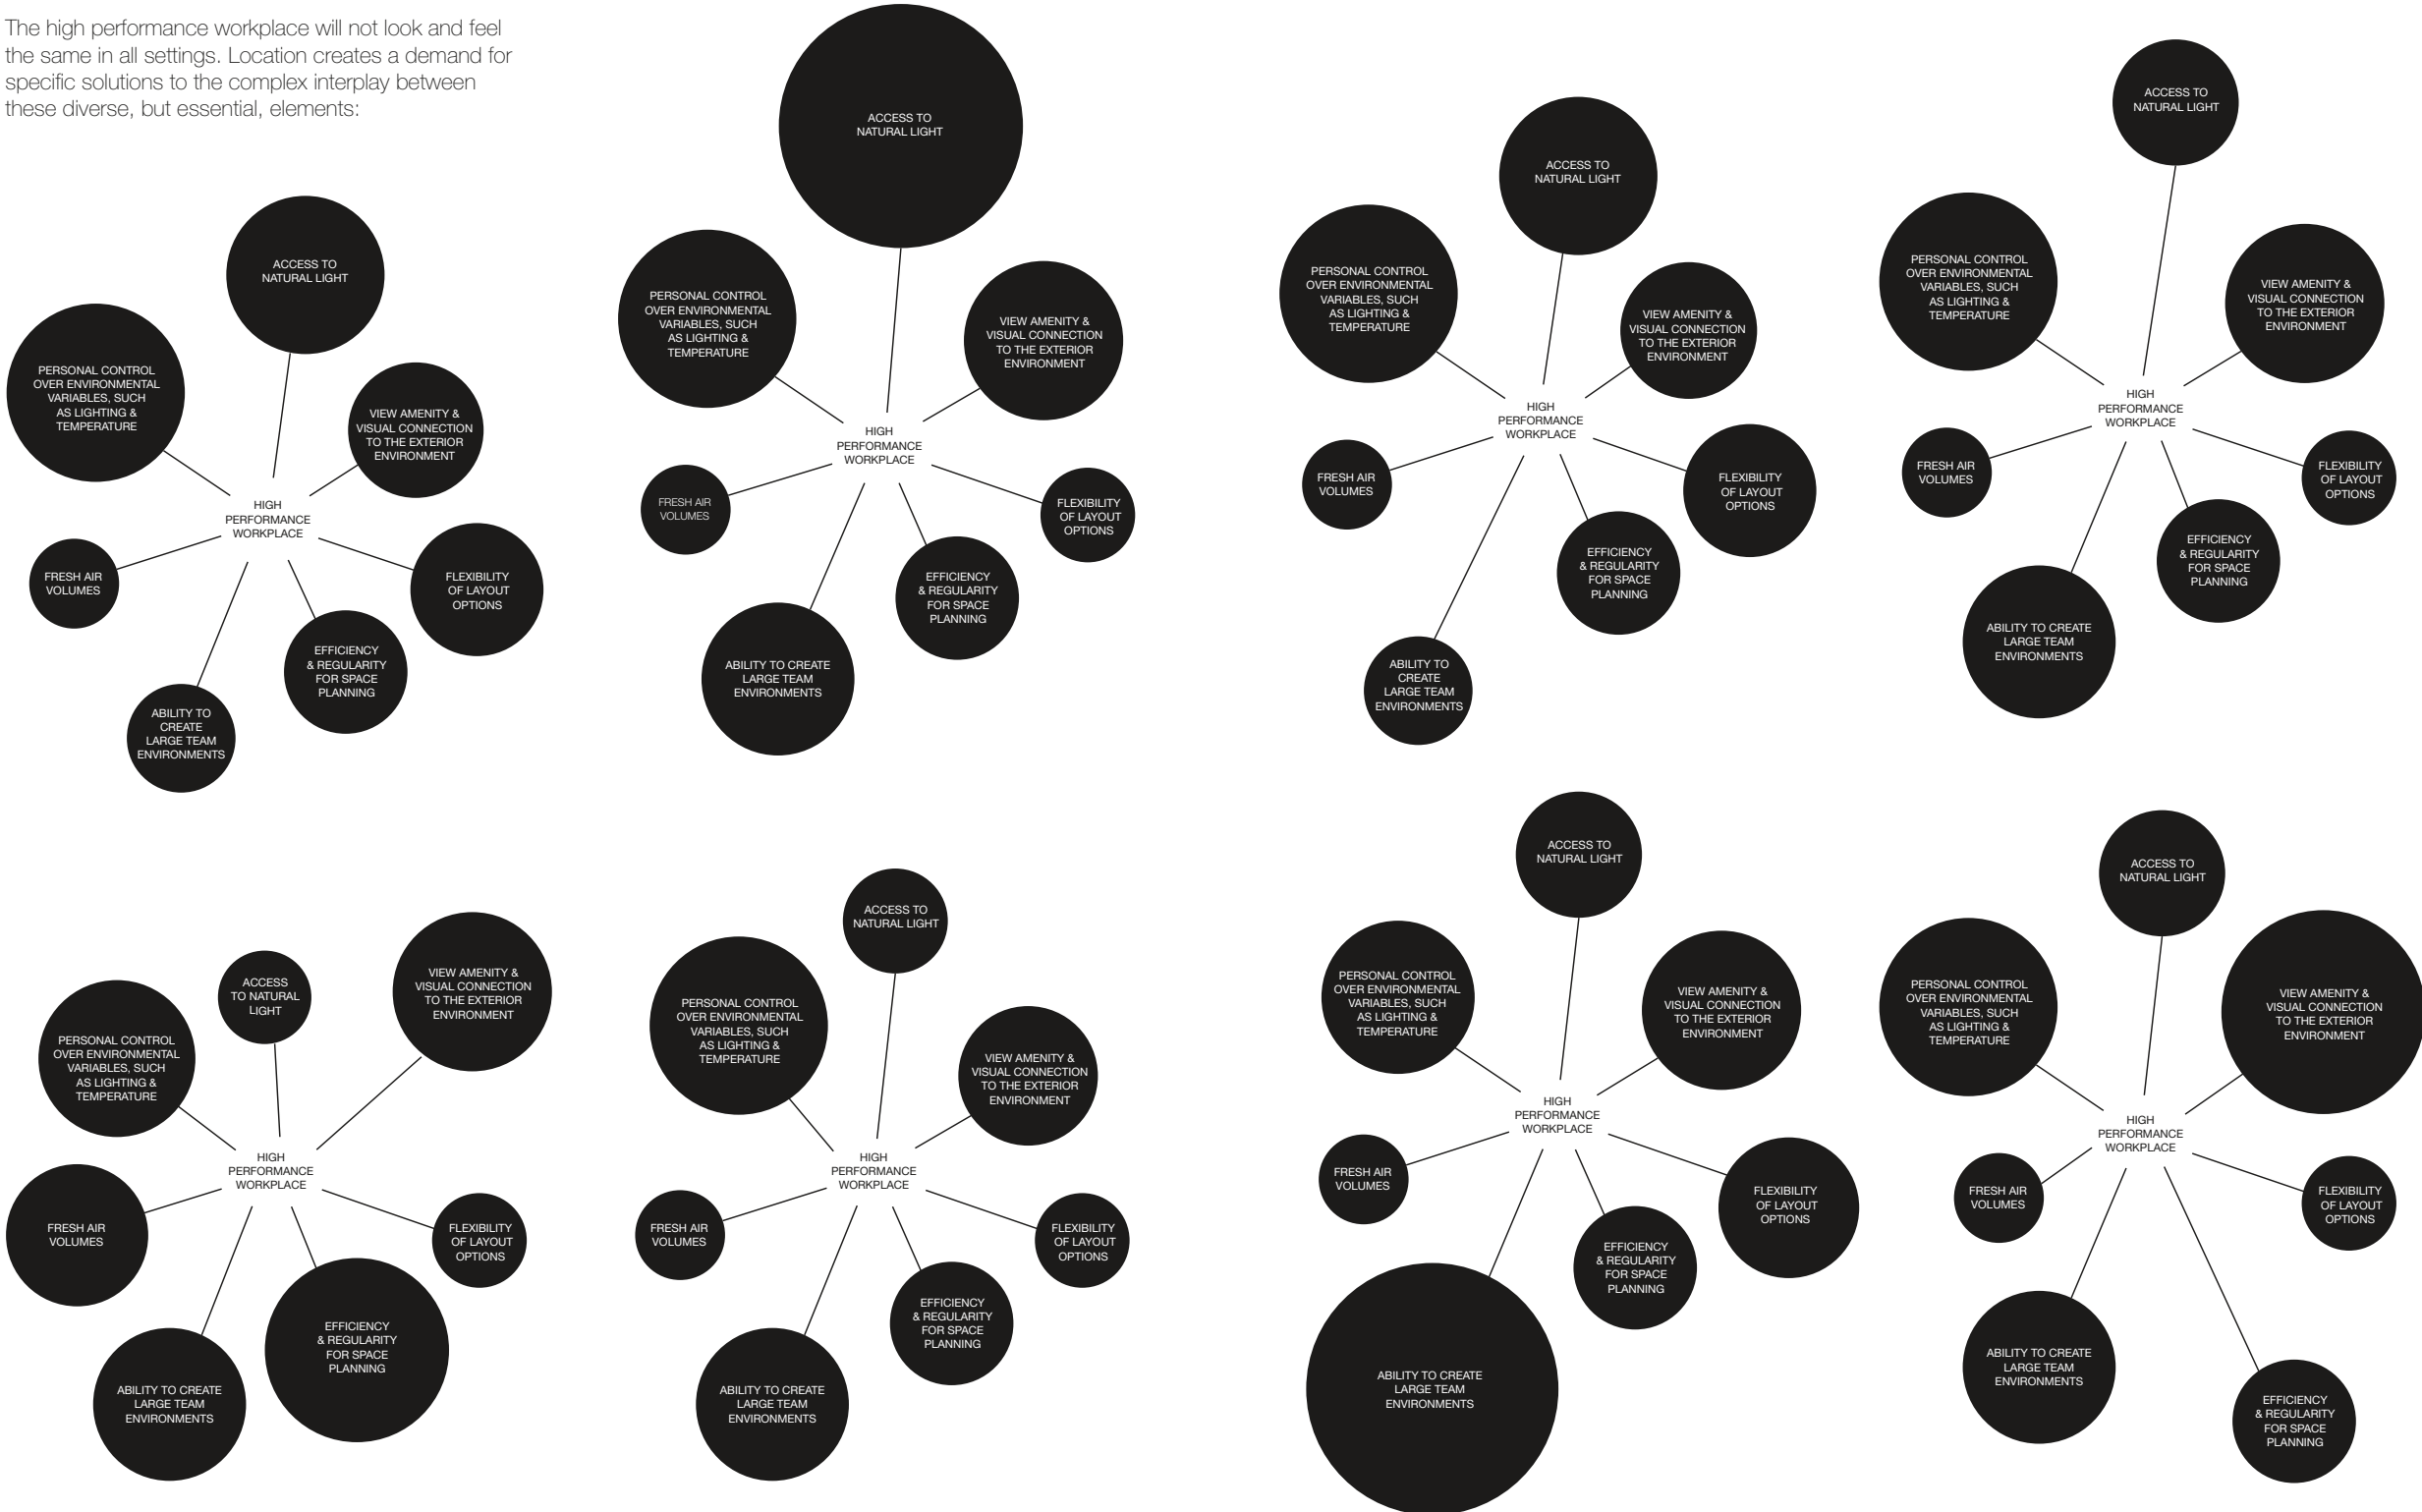 The high performance workplace will not look and feel
the same in all settings. Location creates a demand for
specific solutions to the complex interplay between
these diverse, but essential, elements:
ACCESS TO
NATURAL LIGHT
PERSONAL CONTROL
OVER ENVIRONMENTAL
VARIABLES, SUCH
AS LIGHTING &
TEMPERATURE
VIEW AMENITY &
VISUAL CONNECTION
TO THE EXTERIOR
ENVIRONMENT
HIGH
PERFORMANCE
WORKPLACE
FRESH AIR
VOLUMES
FLEXIBILITY
OF LAYOUT
OPTIONS
EFFICIENCY
& REGULARITY
FOR SPACE
PLANNING
ABILITY TO
CREATE
LARGE TEAM
ENVIRONMENTS
ACCESS TO
NATURAL LIGHT
PERSONAL CONTROL
OVER ENVIRONMENTAL
VARIABLES, SUCH
AS LIGHTING &
TEMPERATURE
VIEW AMENITY &
VISUAL CONNECTION
TO THE EXTERIOR
ENVIRONMENT
HIGH
PERFORMANCE
WORKPLACE
FRESH AIR
VOLUMES
FLEXIBILITY
OF LAYOUT
OPTIONS
EFFICIENCY
& REGULARITY
FOR SPACE
PLANNING
ABILITY TO CREATE
LARGE TEAM
ENVIRONMENTS
ACCESS TO
NATURAL LIGHT
PERSONAL CONTROL
OVER ENVIRONMENTAL
VARIABLES, SUCH
AS LIGHTING &
TEMPERATURE
VIEW AMENITY &
VISUAL CONNECTION
TO THE EXTERIOR
ENVIRONMENT
HIGH
PERFORMANCE
WORKPLACE
FRESH AIR
VOLUMES
FLEXIBILITY
OF LAYOUT
OPTIONS
EFFICIENCY
& REGULARITY
FOR SPACE
PLANNING
ABILITY TO
CREATE
LARGE TEAM
ENVIRONMENTS
ACCESS TO
NATURAL LIGHT
PERSONAL CONTROL
OVER ENVIRONMENTAL
VARIABLES, SUCH
AS LIGHTING &
TEMPERATURE
VIEW AMENITY &
VISUAL CONNECTION
TO THE EXTERIOR
ENVIRONMENT
HIGH
PERFORMANCE
WORKPLACE
FRESH AIR
VOLUMES
FLEXIBILITY
OF LAYOUT
OPTIONS
EFFICIENCY
& REGULARITY
FOR SPACE
PLANNING
ABILITY TO CREATE
LARGE TEAM
ENVIRONMENTS
ACCESS
TO NATURAL
LIGHT
VIEW AMENITY &
VISUAL CONNECTION
TO THE EXTERIOR
ENVIRONMENT
PERSONAL CONTROL
OVER ENVIRONMENTAL
VARIABLES, SUCH
AS LIGHTING &
TEMPERATURE
HIGH
PERFORMANCE
WORKPLACE
FRESH AIR
VOLUMES
FLEXIBILITY
OF LAYOUT
OPTIONS
EFFICIENCY
& REGULARITY
FOR SPACE
PLANNING
ABILITY TO CREATE
LARGE TEAM
ENVIRONMENTS
ACCESS TO
NATURAL LIGHT
PERSONAL CONTROL
OVER ENVIRONMENTAL
VARIABLES, SUCH
AS LIGHTING &
TEMPERATURE
VIEW AMENITY &
VISUAL CONNECTION
TO THE EXTERIOR
ENVIRONMENT
HIGH
PERFORMANCE
WORKPLACE
FRESH AIR
VOLUMES
FLEXIBILITY
OF LAYOUT
OPTIONS
EFFICIENCY
& REGULARITY
FOR SPACE
PLANNING
ABILITY TO CREATE
LARGE TEAM
ENVIRONMENTS
ACCESS TO
NATURAL LIGHT
PERSONAL CONTROL
OVER ENVIRONMENTAL
VARIABLES, SUCH
AS LIGHTING &
TEMPERATURE
VIEW AMENITY &
VISUAL CONNECTION
TO THE EXTERIOR
ENVIRONMENT
HIGH
PERFORMANCE
WORKPLACE
FRESH AIR
VOLUMES
FLEXIBILITY
OF LAYOUT
OPTIONS
EFFICIENCY
& REGULARITY
FOR SPACE
PLANNING
ABILITY TO CREATE
LARGE TEAM
ENVIRONMENTS
ACCESS TO
NATURAL LIGHT
PERSONAL CONTROL
OVER ENVIRONMENTAL
VARIABLES, SUCH
AS LIGHTING &
TEMPERATURE
VIEW AMENITY &
VISUAL CONNECTION
TO THE EXTERIOR
ENVIRONMENT
HIGH
PERFORMANCE
WORKPLACE
FRESH AIR
VOLUMES
FLEXIBILITY
OF LAYOUT
OPTIONS
ABILITY TO CREATE
LARGE TEAM
ENVIRONMENTS
EFFICIENCY
& REGULARITY
FOR SPACE
PLANNING